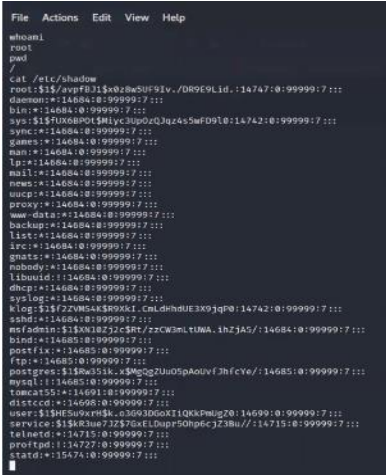 File Actions Edit View Help
whoami
root
pwd
/
cat /etc/shadow
root:$1$/avpfBJ1$x0z8w5UF9Iv./DR9E9Lid.:14747:0:99999:7:::
daemon:*:14684:0:99999:7:::
bin:*:14684:0:99999:7:::
sys:$1$fUX6BPOt$Miyc3UpOzQJqz4s5wFD9l0:14742:0:99999:7:::
sync:*:14684:0:99999:7:::
games:*:14684:0:99999:7:::
man:*:14684:0:99999:7:::
lp:*:14684:0:99999:7:::
mail:*:14684:0:99999:7:::
news:*:14684:0:99999:7:::
uucp:*:14684:0:99999:7:::
proxy:*:14684:0:99999:7:::
www-data:*:14684:0:99999:7:::
backup:*:14684:0:99999:7:::
list:*:14684:0:99999:7:::
irc:*:14684:0:99999:7:::
gnats:*:14684:0:99999:7:::
nobody:*:14684:0:99999:7:::
libuuid:!:14684:0:99999:7:::
dhcp:*:14684:0:99999:7:::
syslog:*:14684:0:99999:7:::
klog:$1$f2ZVMS4K$R9XkI.CmLdHhdUE3X9jqP0:14742:0:99999:7:::
sshd:*:14684:0:99999:7:::
msfadmin:$1$XN10Zj2c$Rt/zzCW3mLtUWA.ihZjA5/:14684:0:99999:7:::
bind:*:14685:0:99999:7:::
postfix:*:14685:0:99999:7:::
ftp:*:14685:0:99999:7:::
postgres:$1$Rw35ik.x$MgQgZUuO5pAoUvfJhfcYe/:14685:0:99999:7:::
mysql:!:14685:0:99999:7:::
tomcat55:*:14691:0:99999:7:::
distccd:*:14698:0:99999:7:::
user:$1$HESu9xrH$k.o3G93DGoXIiQKkPmUgZ0:14699:0:99999:7:::
service:$1$kR3ue7JZ$7GxELDupr5Ohp6cjZ3Bu//:14715:0:99999:7:::
telnetd:*:14715:0:99999:7:::
proftpd:!:14727:0:99999:7:::
statd:*:15474:0:99999:7:::